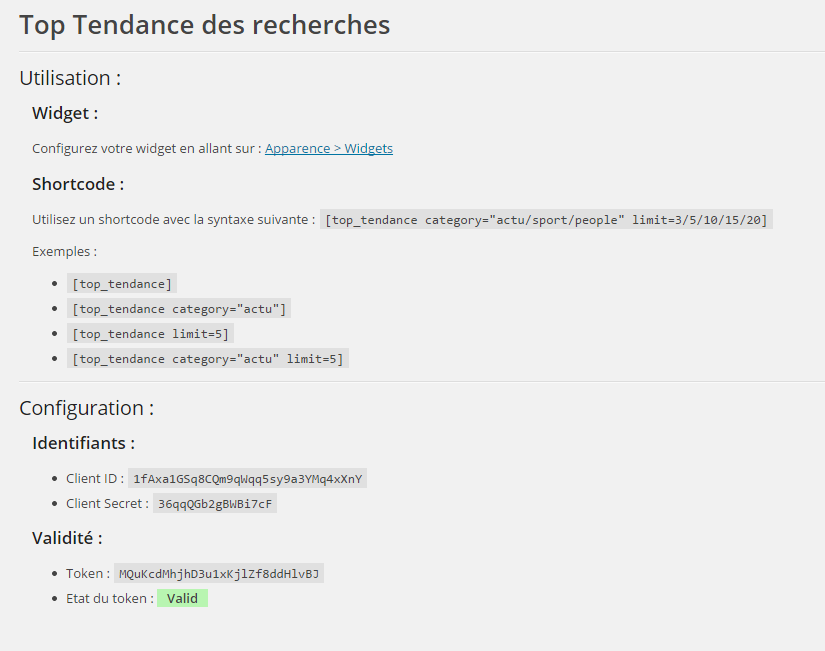 Top Tendance des recherches
Utilisation :
Widget :
Configurez votre widget en allant sur : Apparence > Widgets
Shortcode :
Utilisez un shortcode avec la syntaxe suivante : [top_tendance category="actu/sport/people" limit=3/5/10/15/20]
Exemples :
[top_tendance]
[top_tendance category="actu"]
[top_tendance limit=5]
[top_tendance category="actu" limit=5]
Configuration :
Identifiants :
Client ID : 1fAxa1GSq8CQm9qWqq5sy9a3YMq4xXnY
Client Secret : 36qqQGb2gBWBi7cF
Validité :
Token : MQuKcdMhjhD3u1xKjlZf8ddHlvBJ
Etat du token : Valid